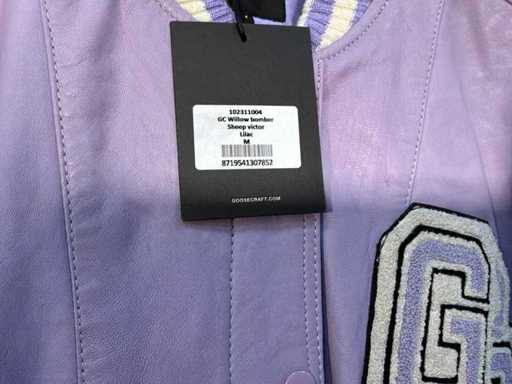 102311004
GC Willow bomber
Sheep victor
Lilac
M
8719541307852
GOOSECRAFT.COM
G